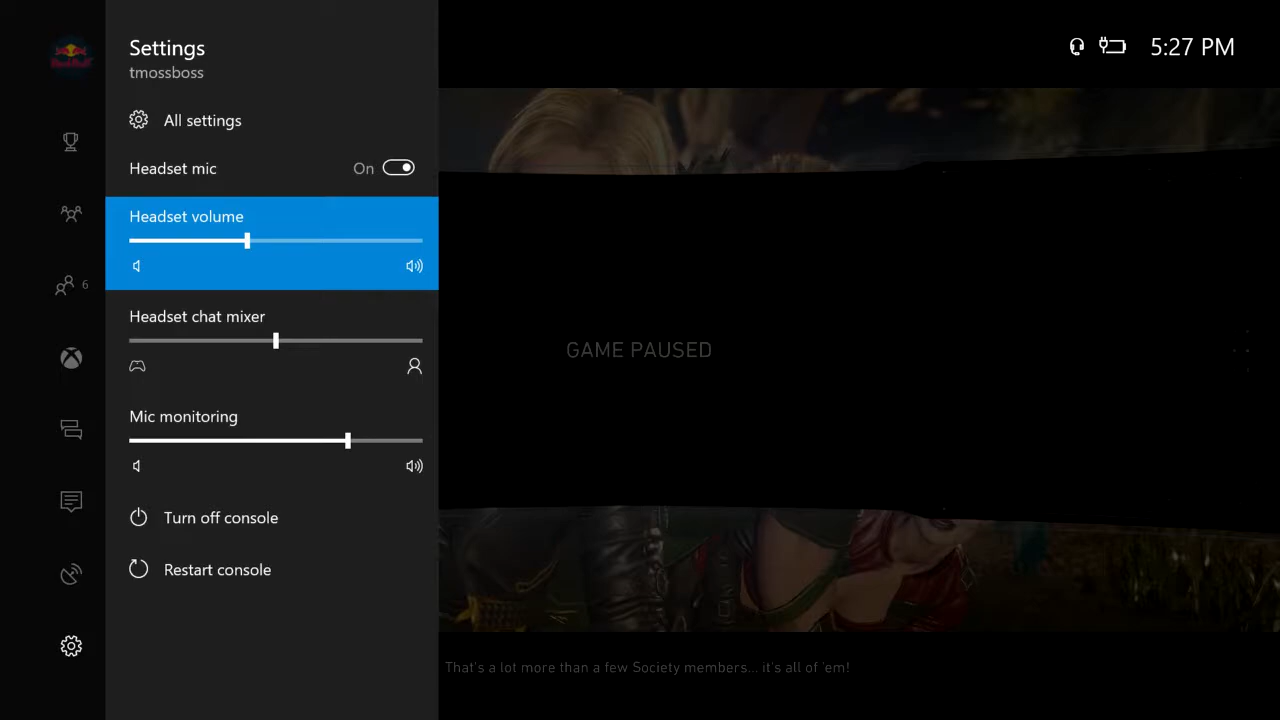 Settings
tmossboss
5:27 PM
All settings
Headset mic On
Headset volume
6
Headset chat mixer
GAME PAUSED
Mic monitoring
Turn off console
Restart console
That's a lot more than a few Society members... it's all of 'em!